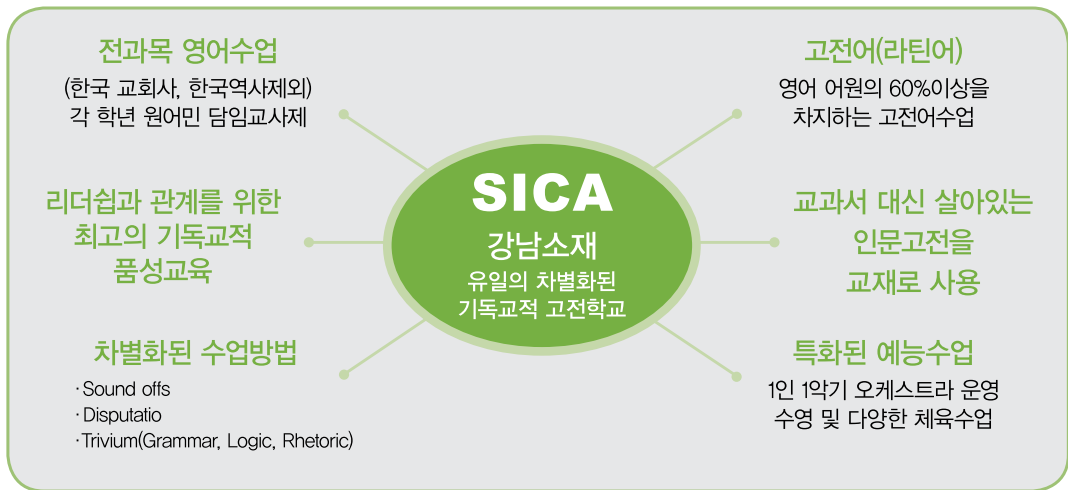 전과목 영어수업
(한국 교회사, 한국역사제외)
각 학년 원어민 담임교사제
고전어(라틴어)
영어 어원의 60%이상을
차지하는 고전어수업
리더쉽과 관계를 위한
최고의 기독교적
품성교육
SICA
강남소재
유일의 차별화된
기독교적 고전학교
교과서 대신 살아있는
인문고전을
교재로 사용
차별화된 수업방법
·Sound offs
·Disputatio
·Trivium(Grammar, Logic, Rhetoric)
특화된 예능수업
1인 1악기 오케스트라 운영
수영 및 다양한 체육수업